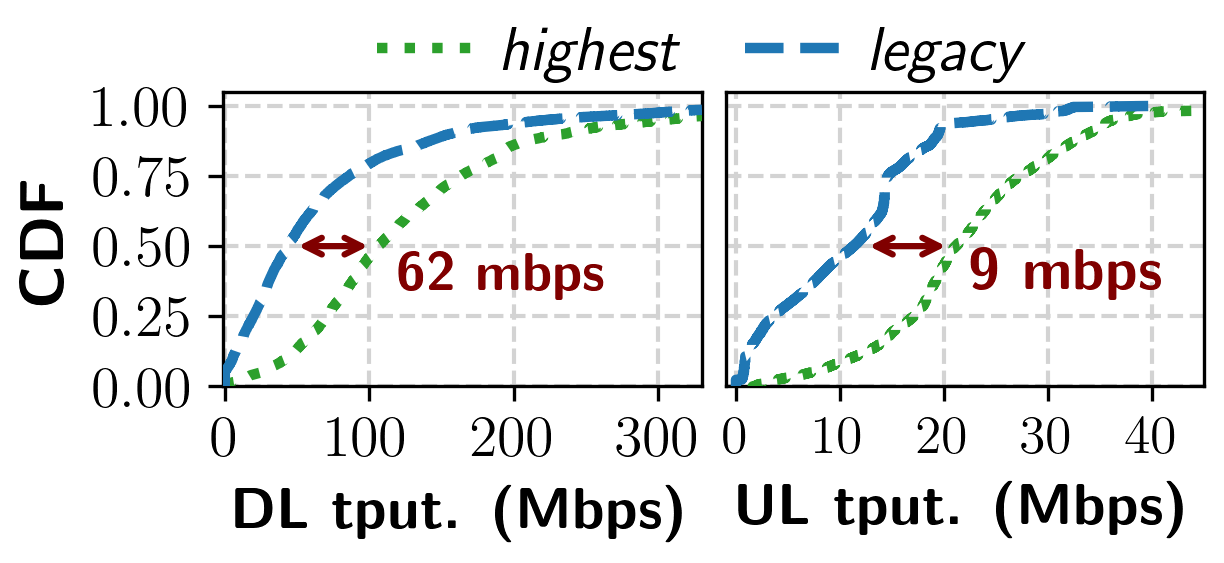 highest legacy
CDF
1.00
0.75
0.50
0.25
0.00
62 mbps
9 mbps
0 100 200 300
0 10 20 30 40
DL tput. (Mbps)
UL tput. (Mbps)